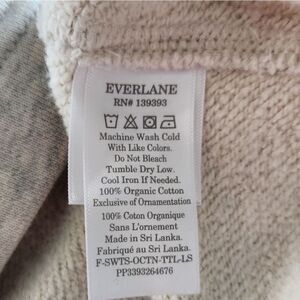 EVERLANE
RN# 139393
Machine Wash Cold
With Like Colors.
Do Not Bleach
Tumble Dry Low.
Cool Iron If Needed.
100% Organic Cotton
Exclusive of Ornamentation
100% Coton Organique
Sans L'ornement
Made in Sri Lanka.
Fabriqué au Sri Lanka.
F-SWTS-OCTN-TTL-LS
PP3393264676